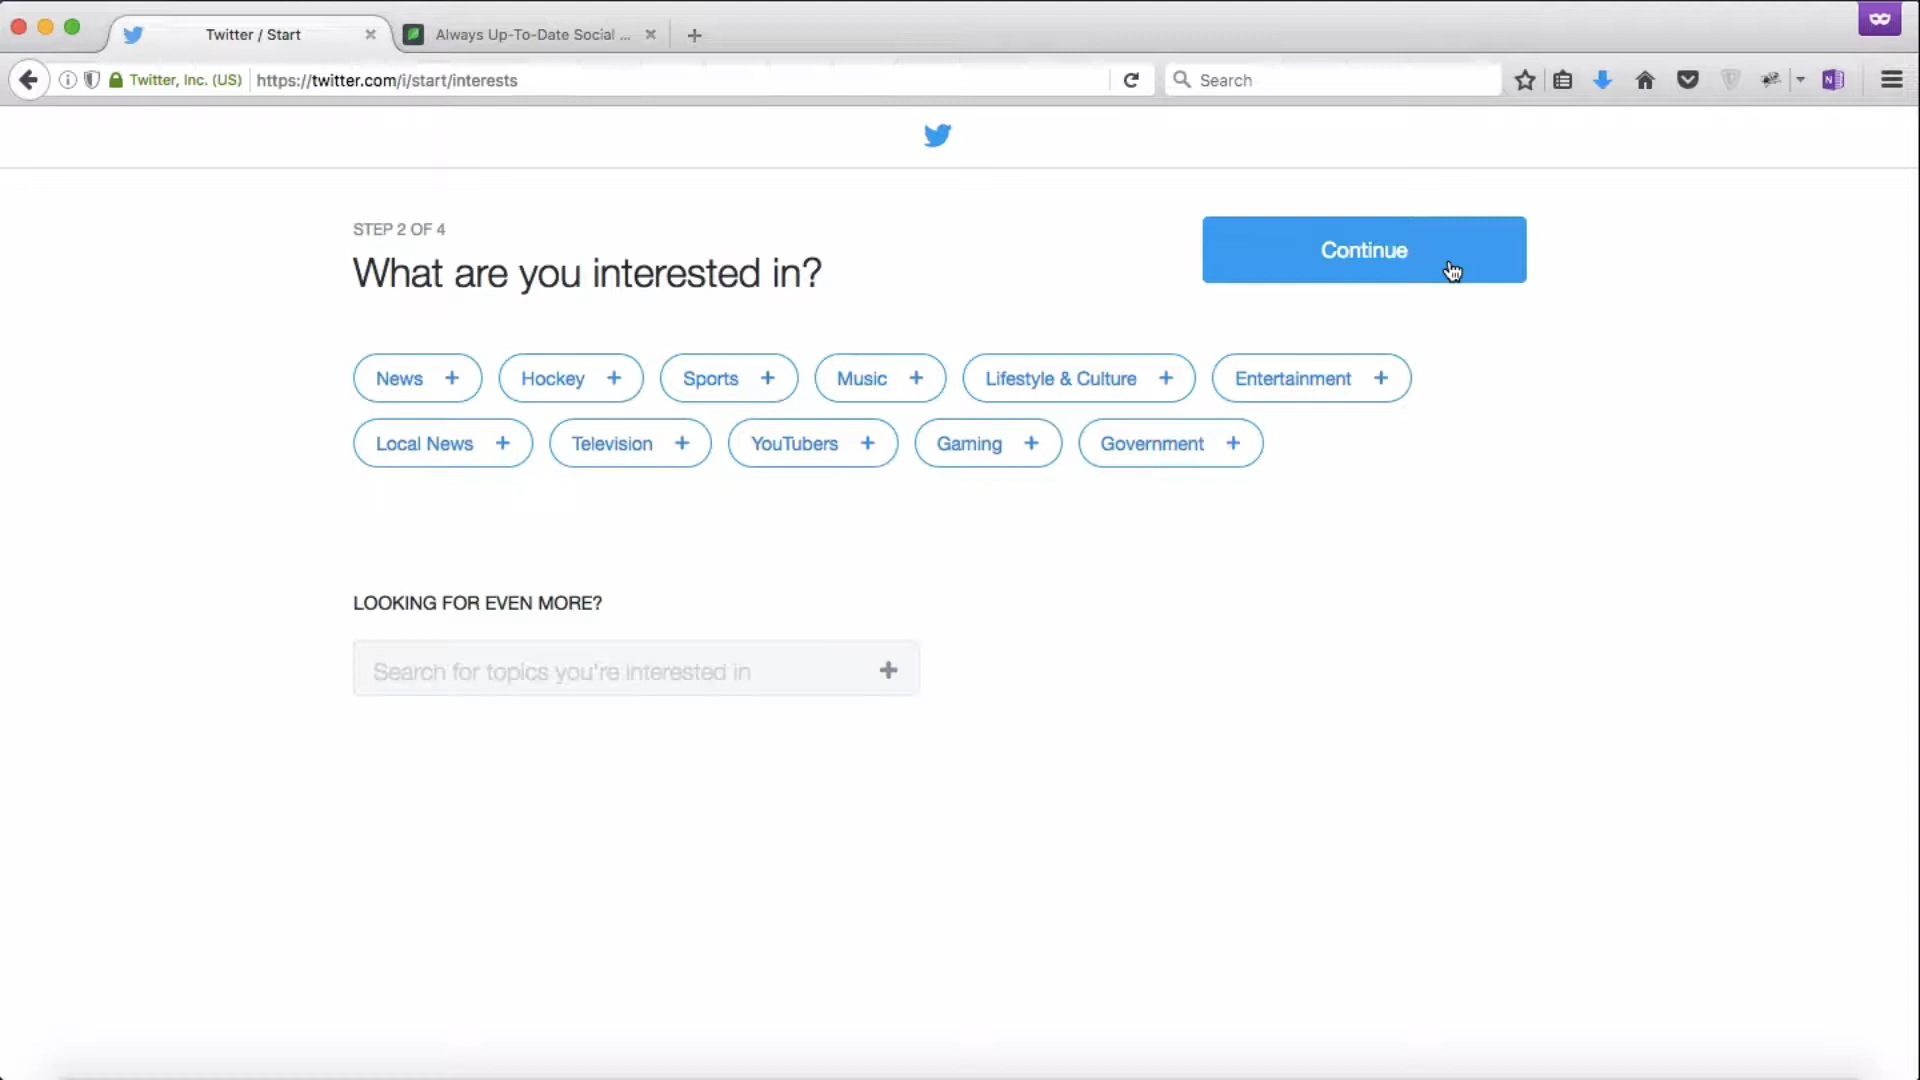 Twitter / Start
Always Up-To-Date Social ...
Twitter, Inc. (US)
https://twitter.com/i/start/interests
Search
STEP 2 OF 4
What are you interested in?
Continue
News +
Hockey +
Sports +
Music +
Lifestyle & Culture +
Entertainment +
Local News +
Television +
YouTubers +
Gaming +
Government +
LOOKING FOR EVEN MORE?
Search for topics you're interested in